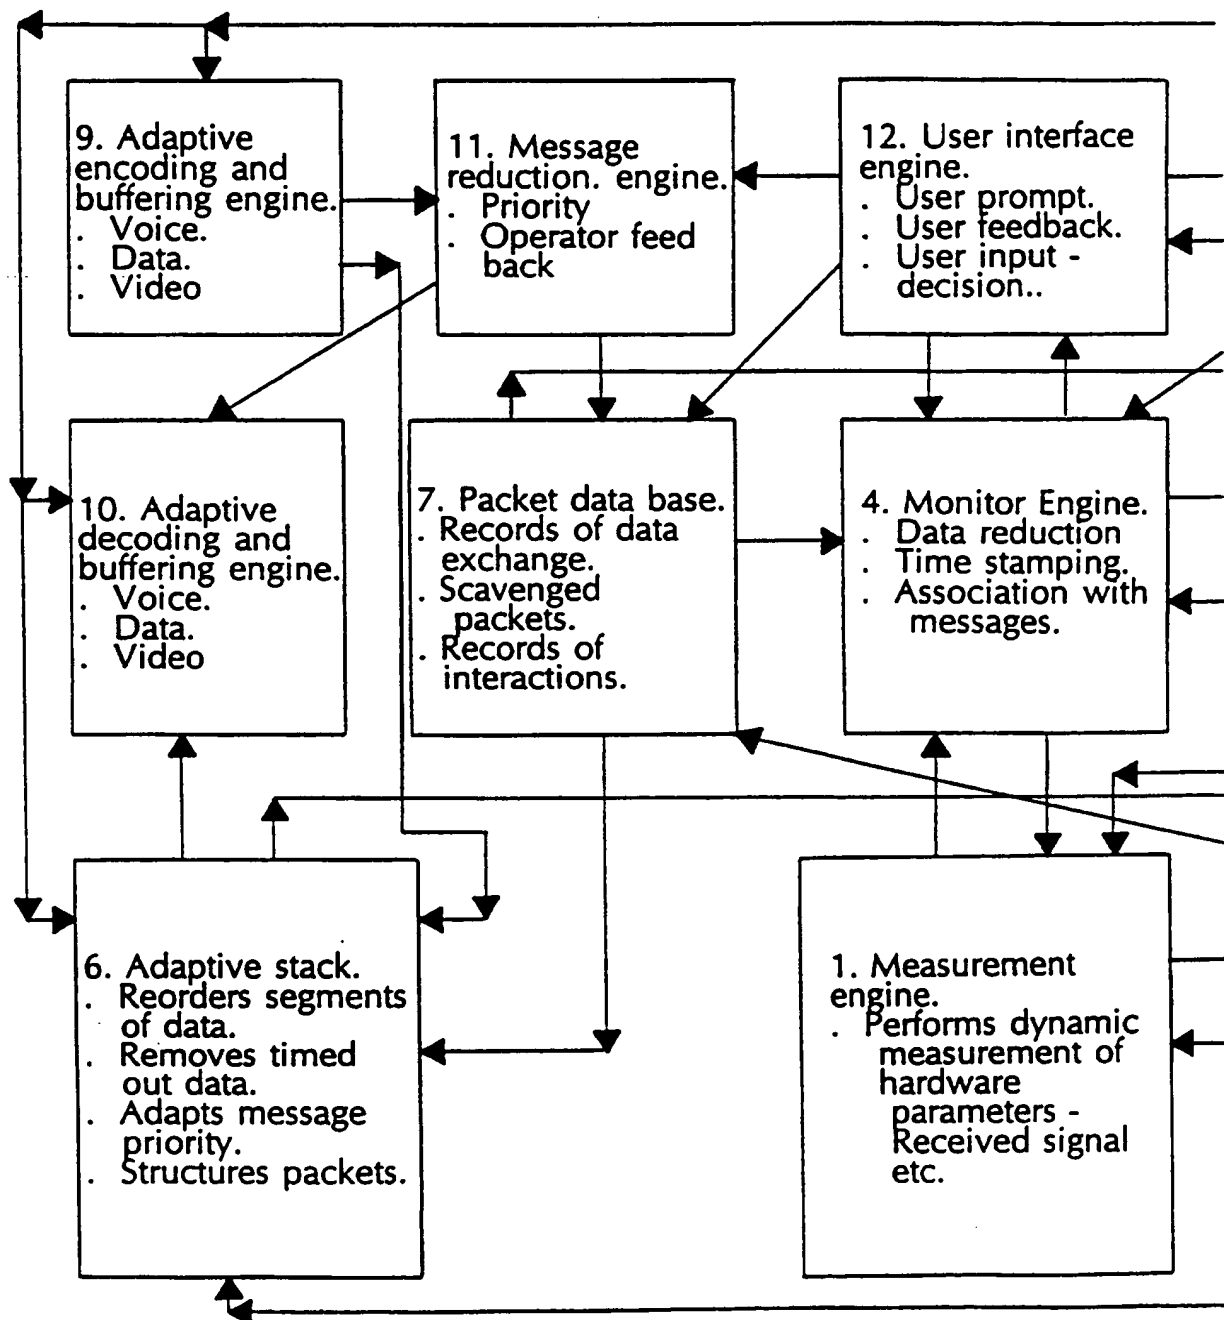 9. Adaptive
encoding and
buffering engine.
. Voice.
. Data.
. Video
11. Message
reduction. engine.
. Priority
. Operator feed
back
12. User interface
engine.
. User prompt.
. User feedback.
. User input -
decision..
10. Adaptive
decoding and
buffering engine.
. Voice.
. Data.
. Video
7. Packet data base.
. Records of data
exchange.
. Scavenged
packets.
. Records of
interactions.
4. Monitor Engine.
. Data reduction
. Time stamping.
. Association with
messages.
6. Adaptive stack.
. Reorders segments
of data.
. Removes timed
out data.
. Adapts message
priority.
. Structures packets.
1. Measurement
engine.
. Performs dynamic
measurement of
hardware
parameters -
Received signal
etc.